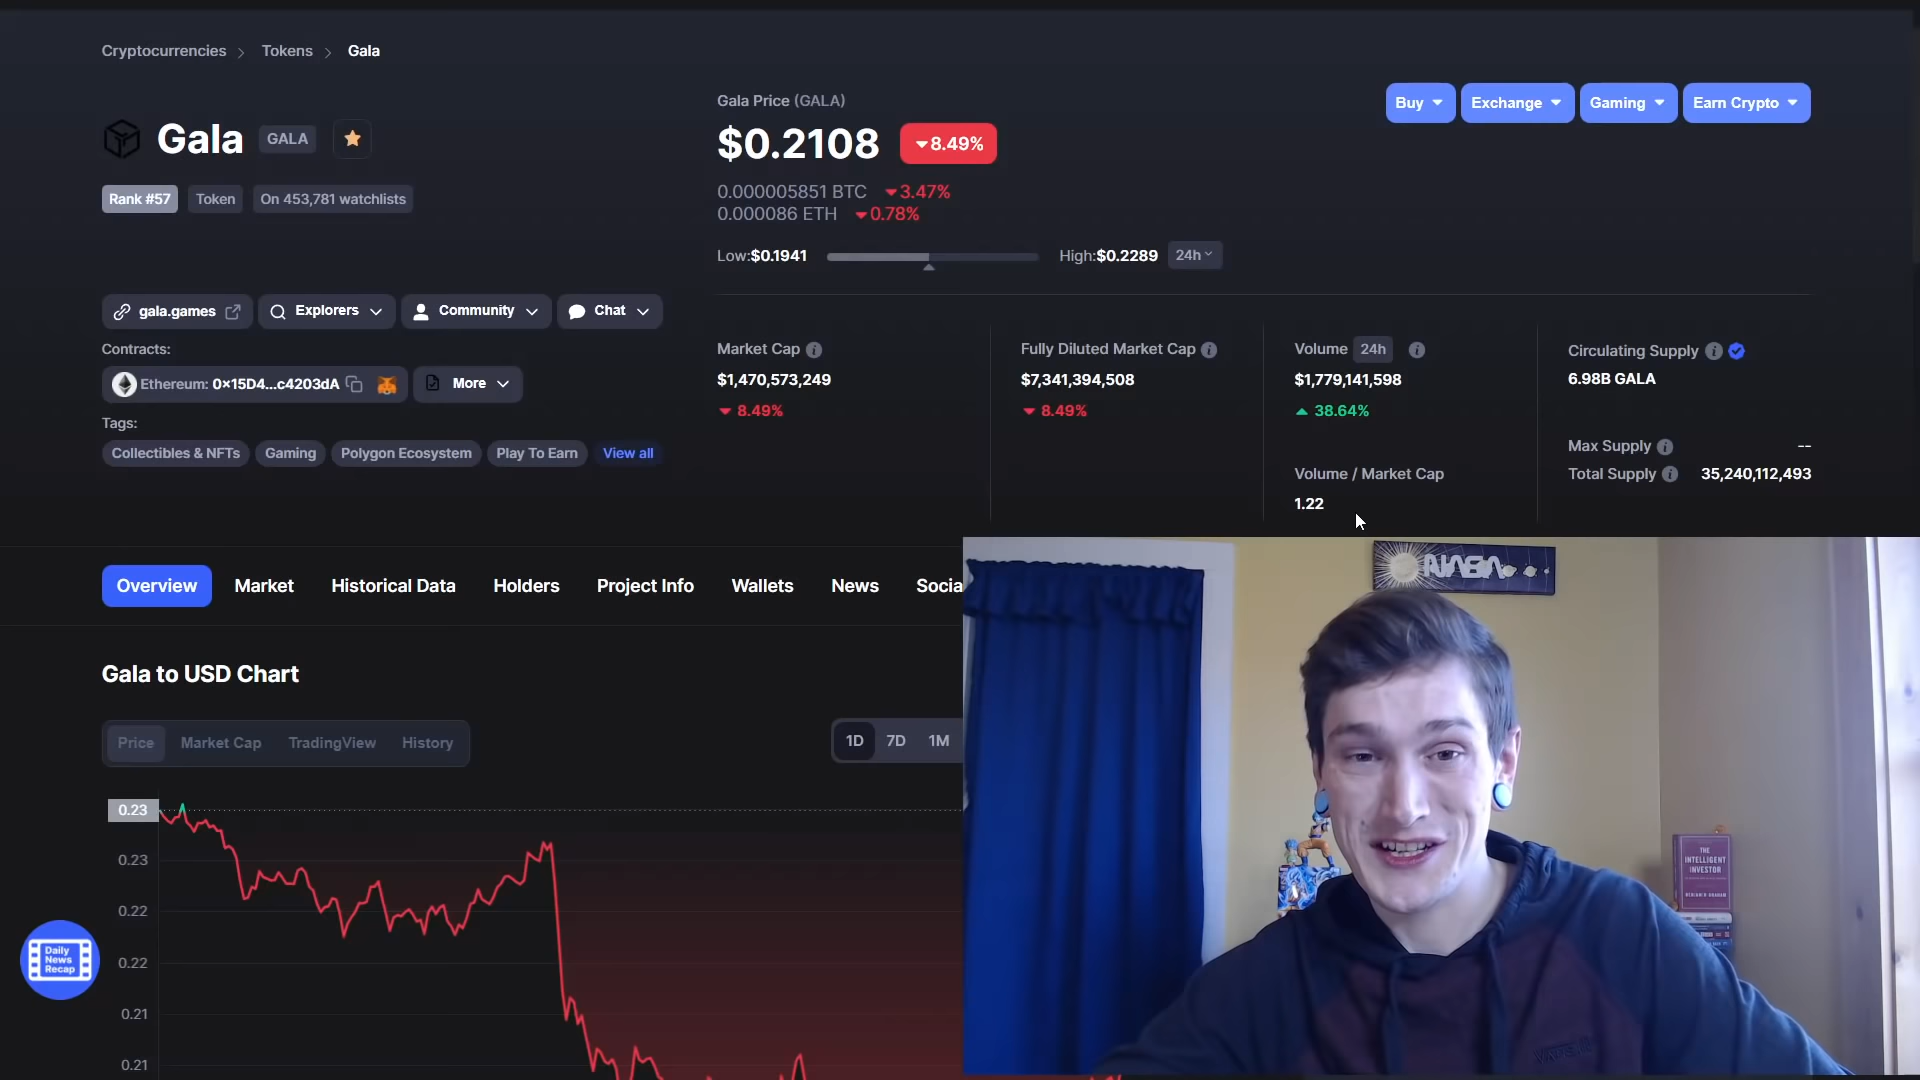 Cryptocurrencies > Tokens > Gala
Gala GALA
Rank #57 Token On 453,781 watchlists
gala.games Explorers Community Chat
Contracts:
Ethereum: 0x15D4...c4203dA More
Tags:
Collectibles & NFTs Gaming Polygon Ecosystem Play To Earn View all
Gala Price (GALA)
$0.2108 8.49%
0.000005851 BTC 3.47%
0.000086 ETH 0.78%
Low:$0.1941 High:$0.2289 24h
Buy Exchange Gaming Earn Crypto
Market Cap
$1,470,573,249
8.49%
Fully Diluted Market Cap
$7,341,394,508
8.49%
Volume 24h
$1,779,141,598
38.64%
Volume / Market Cap
1.22
Circulating Supply
6.98B GALA
Max Supply --
Total Supply 35,240,112,493
Overview Market Historical Data Holders Project Info Wallets News Socia
Gala to USD Chart
Price Market Cap TradingView History
1D 7D 1M
0.23
0.23
0.22
0.22
0.21
0.21
Daily
News
Recap
NASA
THE
INTELLIGENT
INVESTOR
BENJAMIN GRAHAM